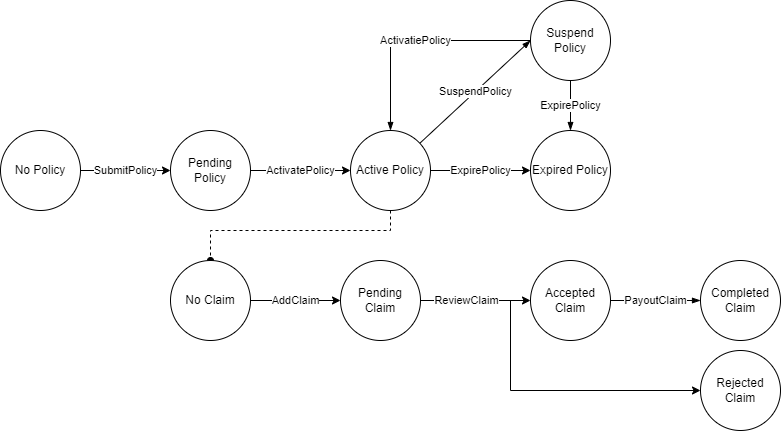 Suspend
Policy
ActivatiePolicy
SuspendPolicy
ExpirePolicy
No Policy
SubmitPolicy
Pending
Policy
ActivatePolicy
Active Policy
ExpirePolicy
Expired Policy
No Claim
AddClaim
Pending
Claim
ReviewClaim
Accepted
Claim
PayoutClaim
Completed
Claim
Rejected
Claim